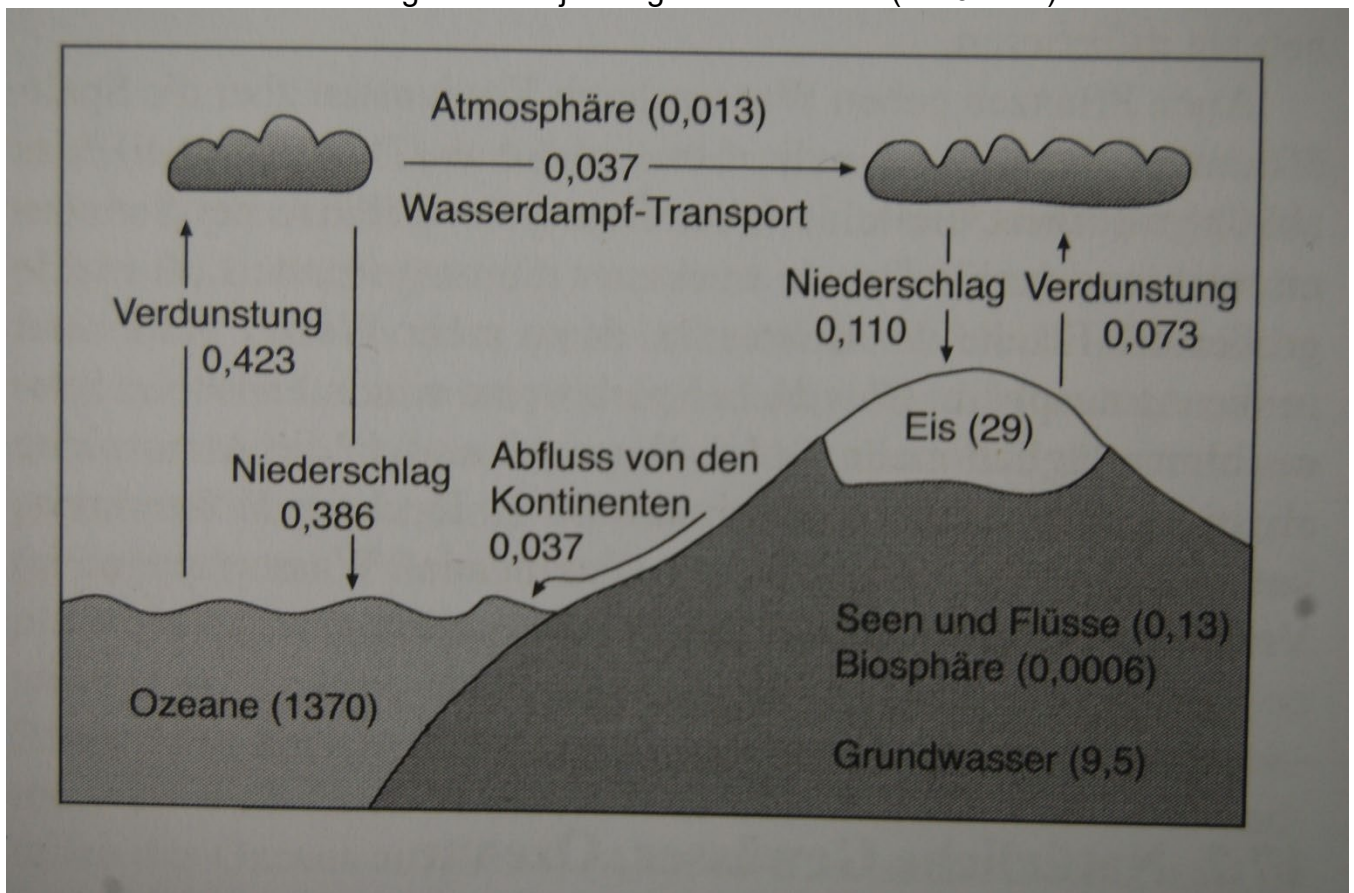 Atmosphäre (0,013)
0,037
Wasserdampf-Transport
Niederschlag Verdunstung
0,110 0,073
Verdunstung
0,423
Eis (29)
Niederschlag
0,386
Abfluss von den
Kontinenten
0,037
Seen und Flüsse (0,13)
Biosphäre (0,0006)
Ozeane (1370)
Grundwasser (9,5)